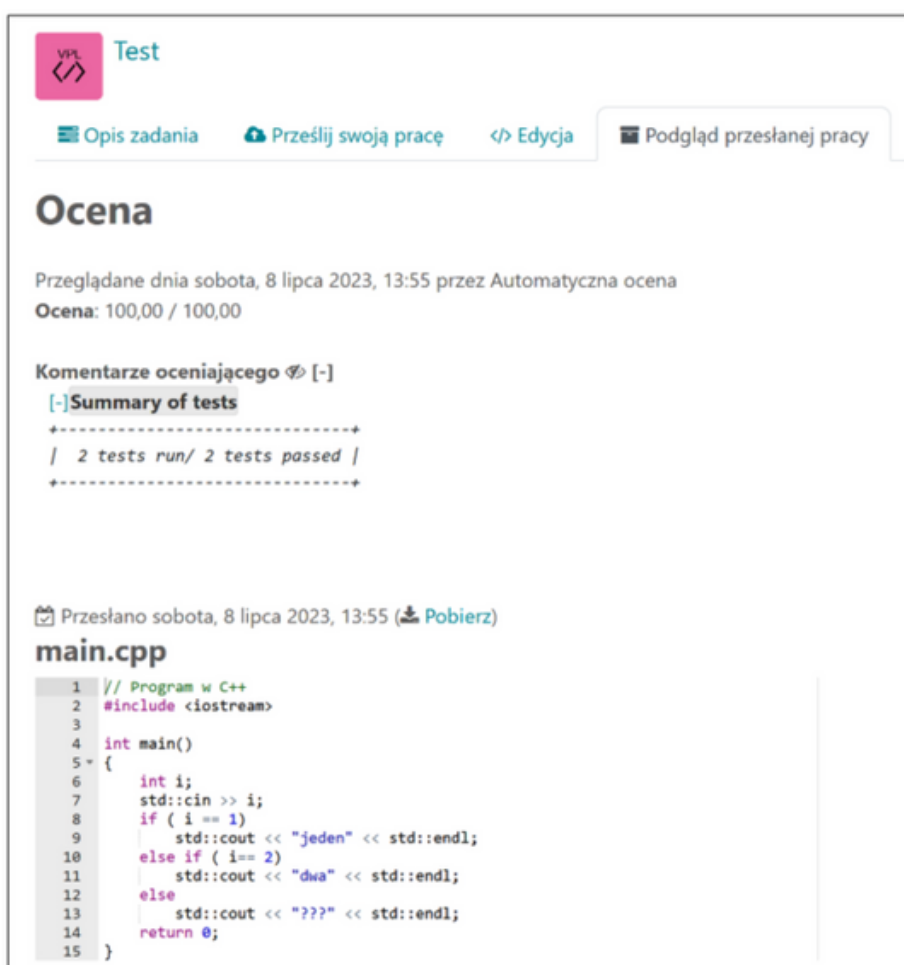 VPL
</>
Test
Opis zadania Prześlij swoją pracę </> Edycja Podgląd przesłanej pracy
Ocena
Przeglądane dnia sobota, 8 lipca 2023, 13:55 przez Automatyczna ocena
Ocena: 100,00 / 100,00
Komentarze oceniającego [-]
[-]Summary of tests
+------------------------------+
|  2 tests run/ 2 tests passed |
+------------------------------+
Przesłano sobota, 8 lipca 2023, 13:55 (Pobierz)
main.cpp
1 // Program w C++
2 #include <iostream>
3
4 int main()
5 {
6     int i;
7     std::cin >> i;
8     if ( i == 1)
9         std::cout << "jeden" << std::endl;
10     else if ( i== 2)
11         std::cout << "dwa" << std::endl;
12     else
13         std::cout << "???" << std::endl;
14     return 0;
15 }